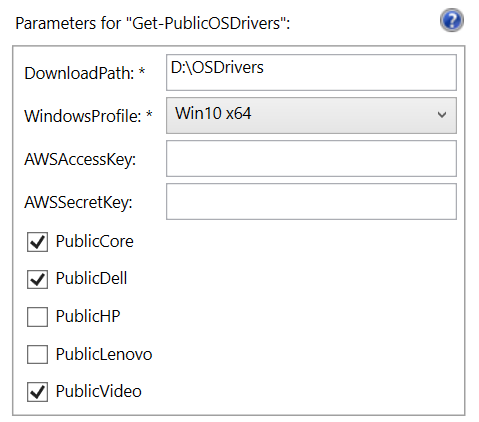 Parameters for "Get-PublicOSDrivers":
?
DownloadPath: * D:\OSDrivers
WindowsProfile: * Win10 x64
AWSAccessKey:
AWSSecretKey:
PublicCore
PublicDell
PublicHP
PublicLenovo
PublicVideo